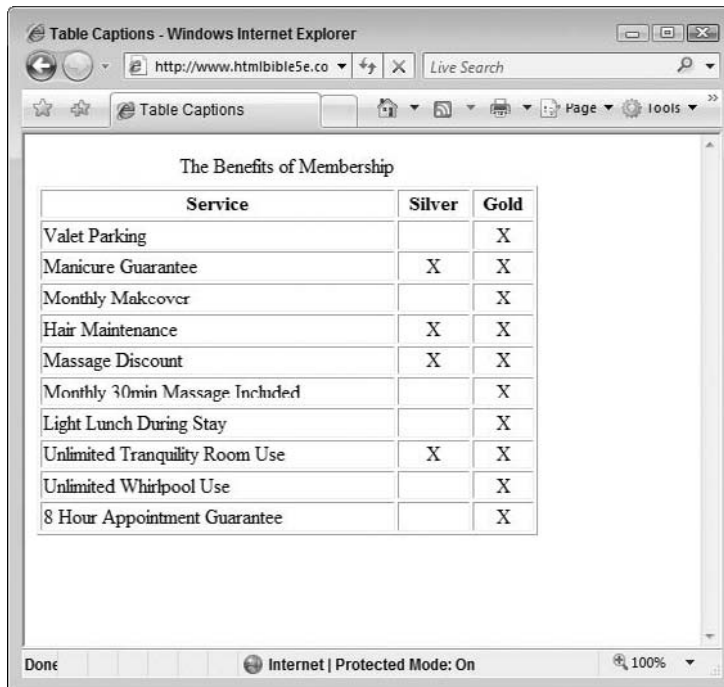 Table Captions - Windows Internet Explorer
http://www.htmlbible5e.co
Live Search
Table Captions
Page
Tools
The Benefits of Membership
Service Silver Gold
Valet Parking X
Manicure Guarantee X X
Monthly Makeover X
Hair Maintenance X X
Massage Discount X X
Monthly 30min Massage Included X
Light Lunch During Stay X
Unlimited Tranquility Room Use X X
Unlimited Whirlpool Use X
8 Hour Appointment Guarantee X
Done Internet | Protected Mode: On 100%